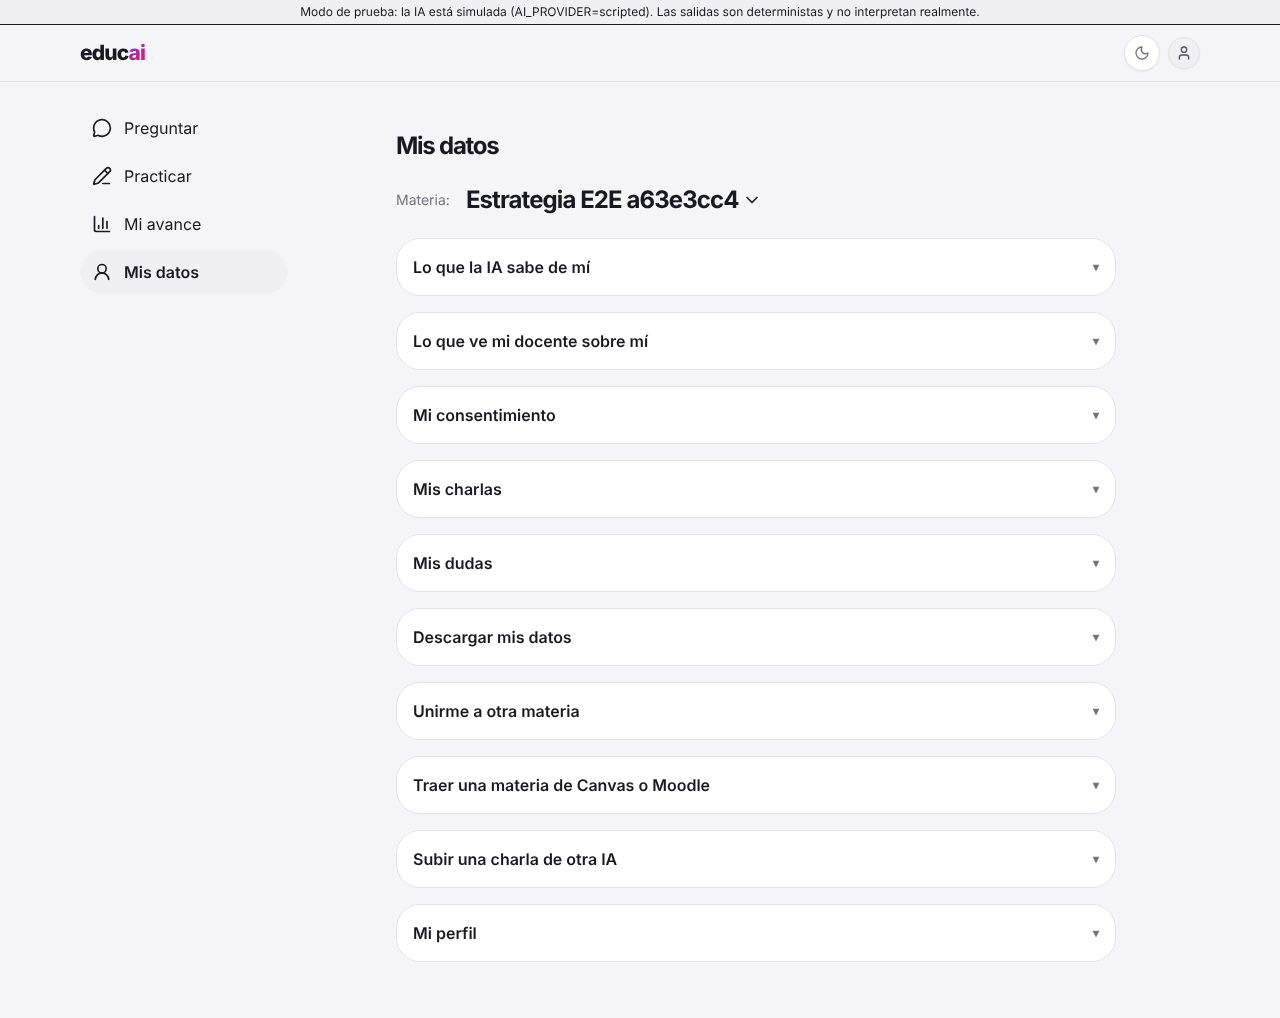 Modo de prueba: la IA está simulada (AI_PROVIDER=scripted). Las salidas son deterministas y no interpretan realmente.
educai
Preguntar
Practicar
Mi avance
Mis datos
Mis datos
Materia: Estrategia E2E a63e3cc4
Lo que la IA sabe de mí
Lo que ve mi docente sobre mí
Mi consentimiento
Mis charlas
Mis dudas
Descargar mis datos
Unirme a otra materia
Traer una materia de Canvas o Moodle
Subir una charla de otra IA
Mi perfil